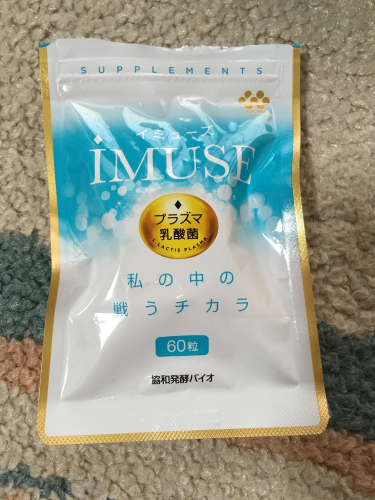 SUPPLEMENTS
イミューズ
iMUSE
プラズマ
乳酸菌
L.LACTIS PLASMA
私の中の
戦うチカラ
60粒
協和発酵バイオ